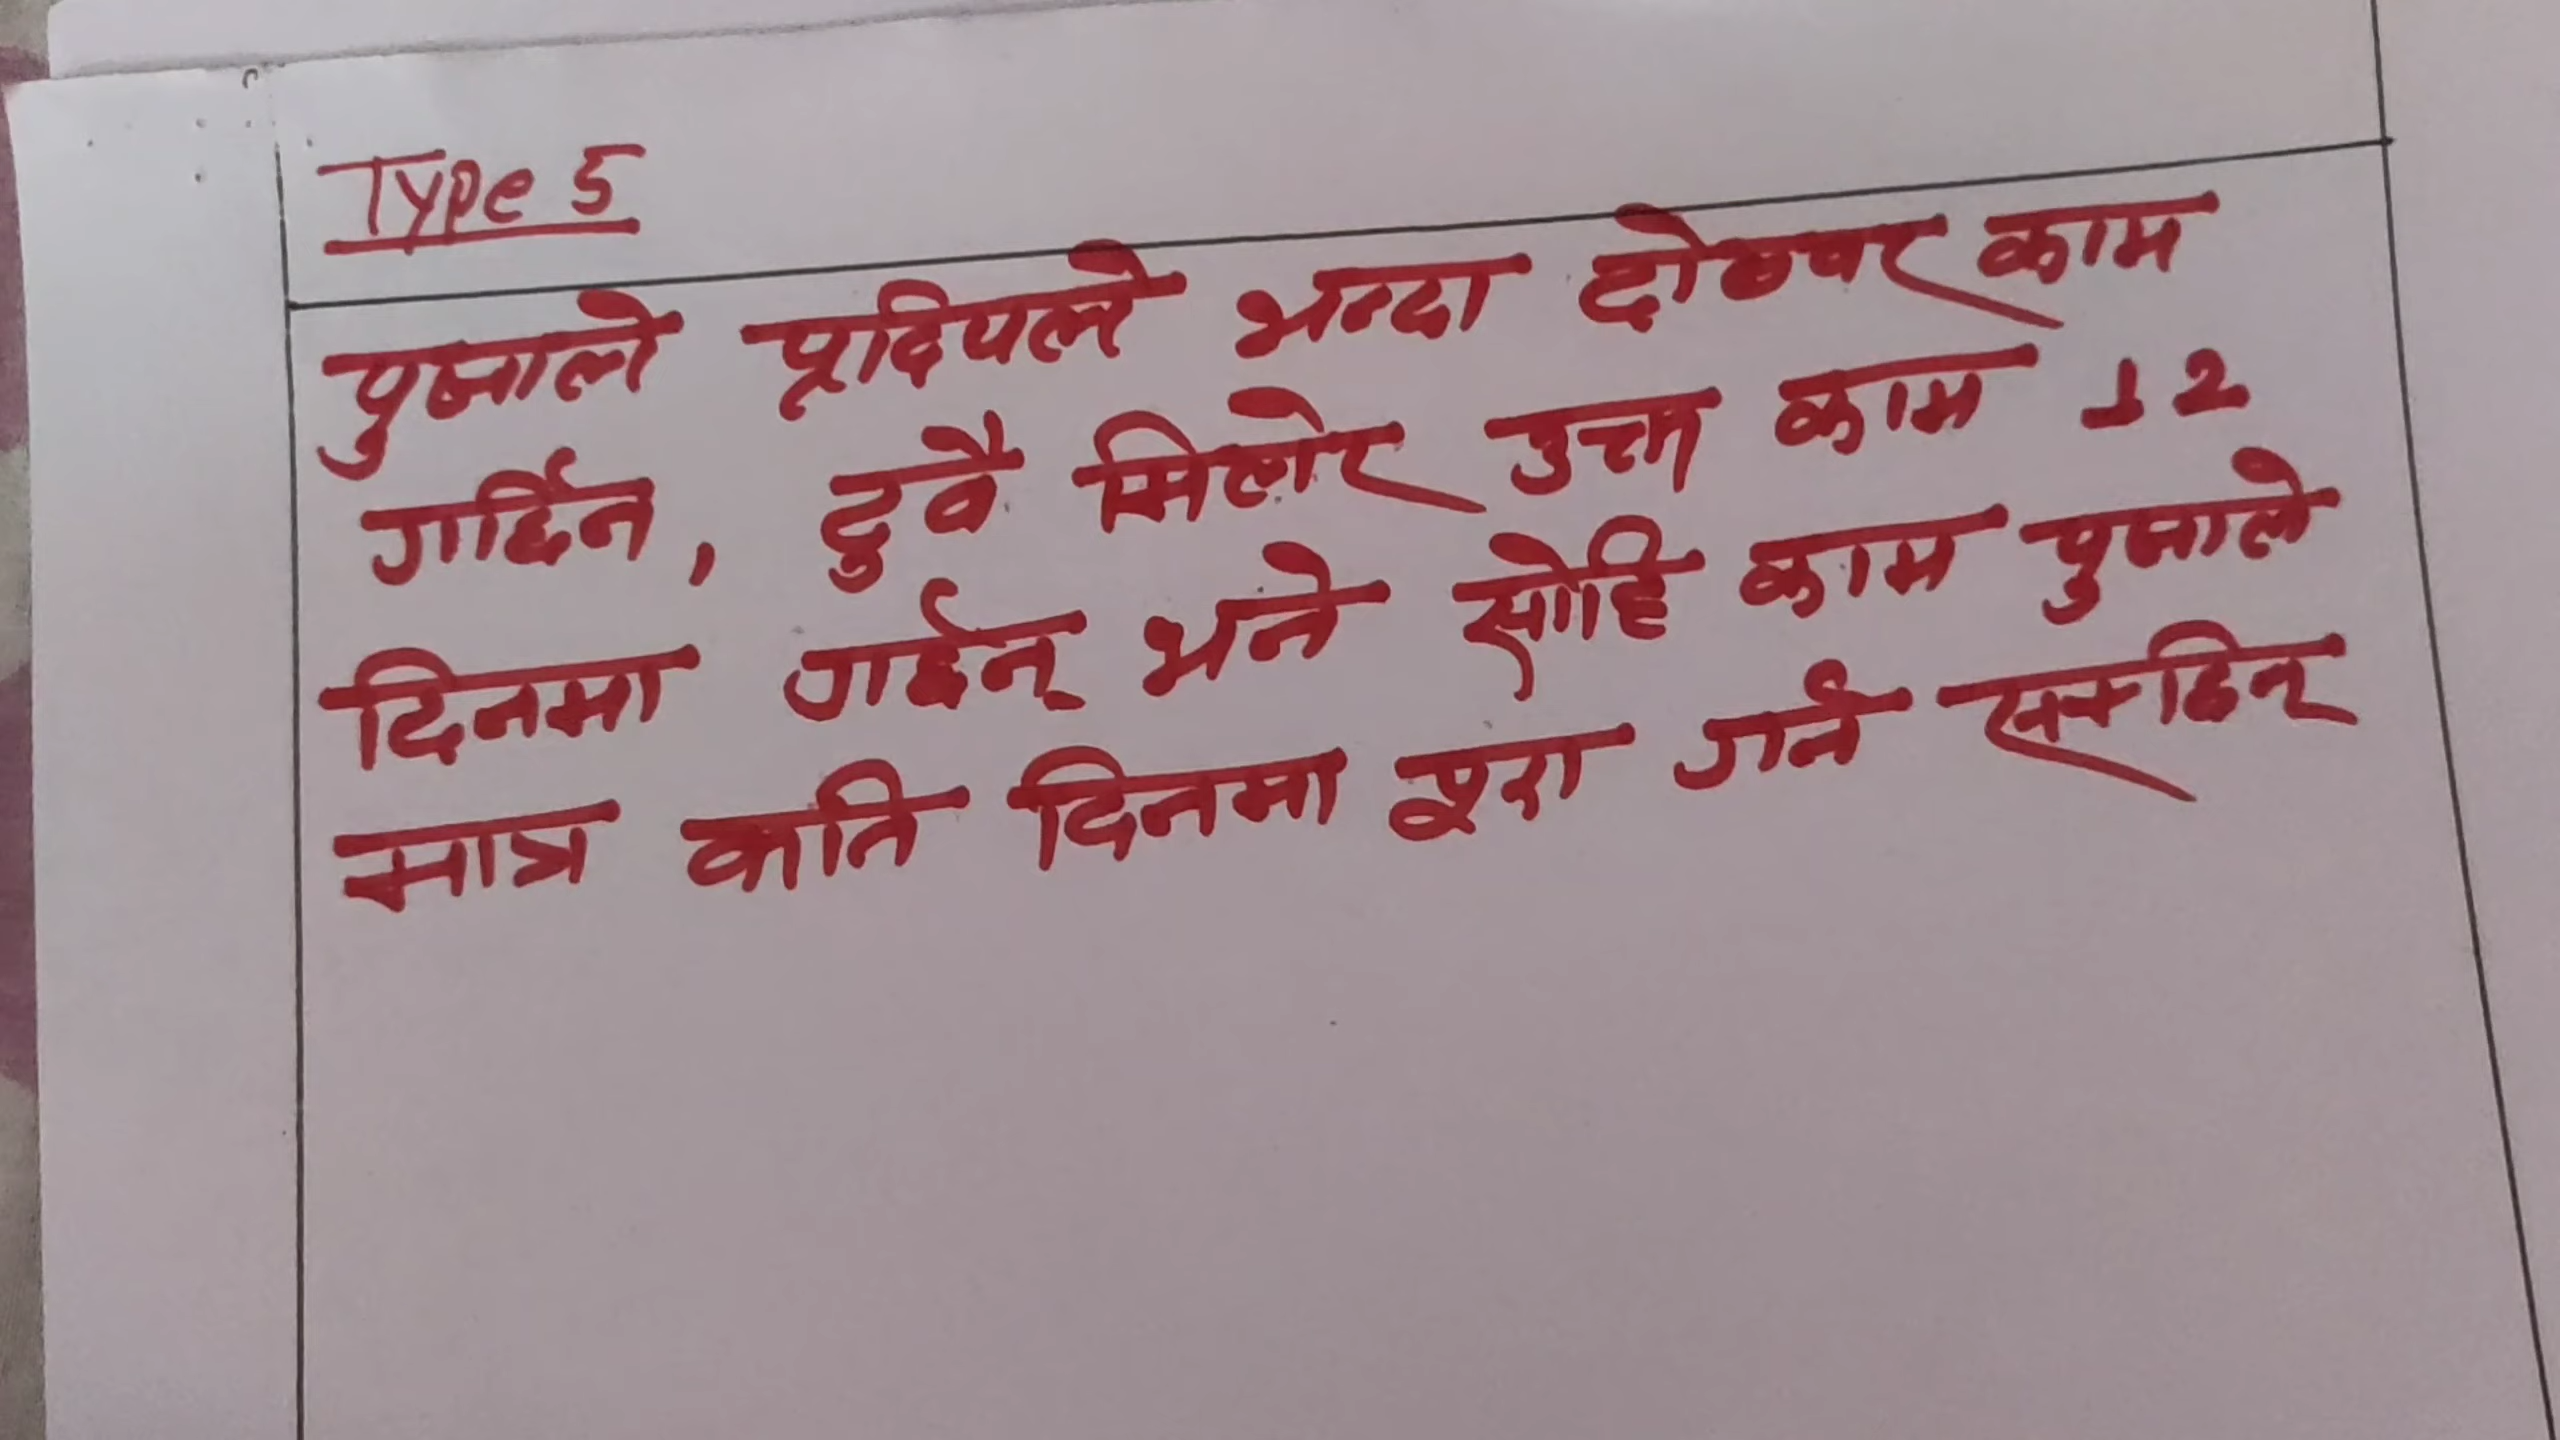 Type 5
पुजाले प्रदिपले भन्दा दोब्बर काम
गर्छिन, दुवै मिलेर उक्त काम 12
दिनमा गर्छन् भने सोहि काम पुजाले
मात्र कति दिनमा पूरा गर्न सक्छिन्